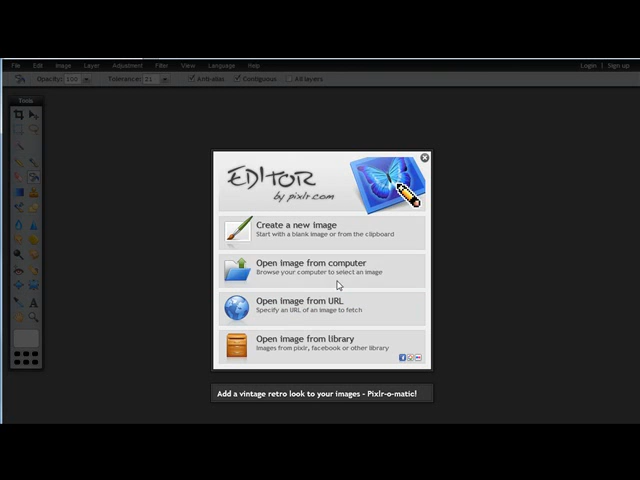 File Edit Image Layer Adjustment Filter View Language Help Login | Sign up
Opacity: 100 Tolerance: 21 Anti-alias Contiguous All layers
Tools
EDITOR
by pixlr.com
Create a new image
Start with a blank image or from the clipboard
Open image from computer
Browse your computer to select an image
Open image from URL
Specify an URL of an image to fetch
Open image from library
Images from pixlr, facebook or other library
Add a vintage retro look to your images - Pixlr-o-matic!